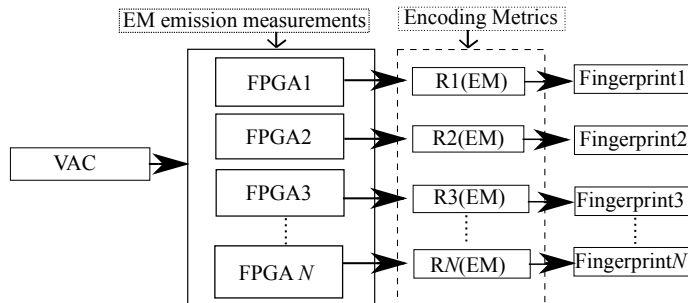 EM emission measurements
Encoding Metrics
FPGA1
R1(EM)
Fingerprint1
FPGA2
R2(EM)
Fingerprint2
VAC
FPGA3
R3(EM)
Fingerprint3
FPGA N
RN(EM)
FingerprintN